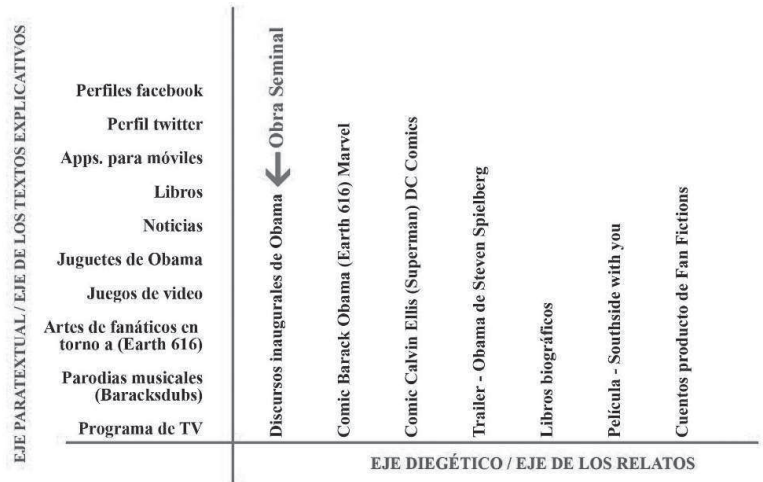 EJE PARATEXTUAL / EJE DE LOS TEXTOS EXPLICATIVOS
Perfiles facebook
Perfil twitter
Apps. para móviles
Libros
Noticias
Juguetes de Obama
Juegos de video
Artes de fanáticos en
torno a (Earth 616)
Parodias musicales
(Baracksdubs)
Programa de TV
Discursos inaugurales de Obama
Obra Seminal
Comic Barack Obama (Earth 616) Marvel
Comic Calvin Ellis (Superman) DC Comics
Trailer - Obama de Steven Spielberg
Libros biográficos
Película - Southside with you
Cuentos producto de Fan Fictions
EJE DIEGÉTICO / EJE DE LOS RELATOS